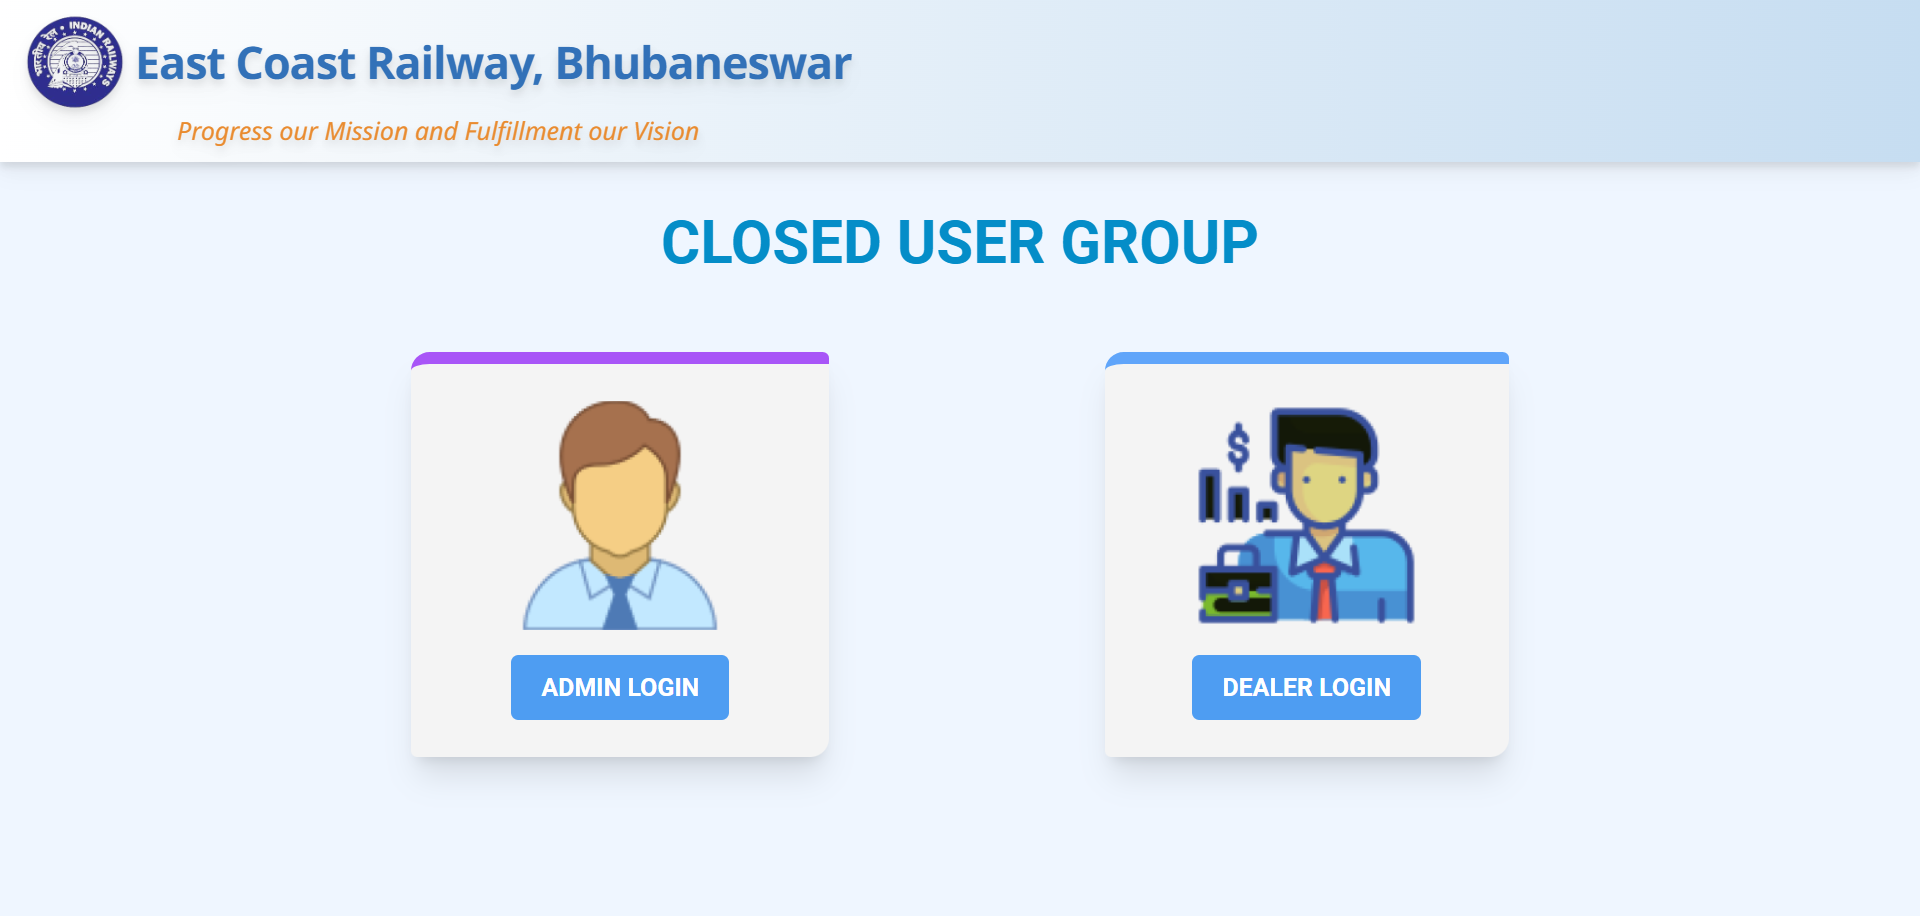 भारतीय रेल • INDIAN RAILWAYS
East Coast Railway, Bhubaneswar
Progress our Mission and Fulfillment our Vision
CLOSED USER GROUP
$
ADMIN LOGIN
DEALER LOGIN